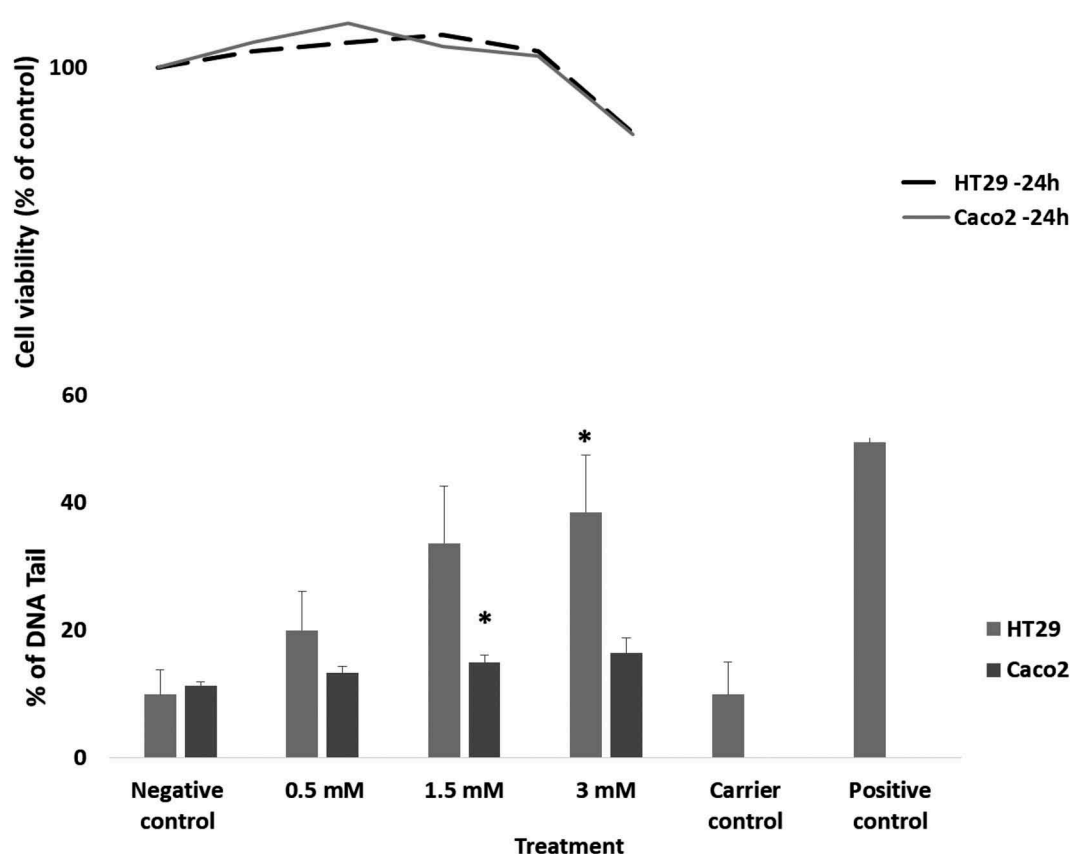 Cell viability (% of control)
100
60
HT29 -24h
Caco2 -24h
% of DNA Tail
40
20
0
*
*
HT29
Caco2
Negative control
0.5 mM
1.5 mM
3 mM
Carrier control
Positive control
Treatment